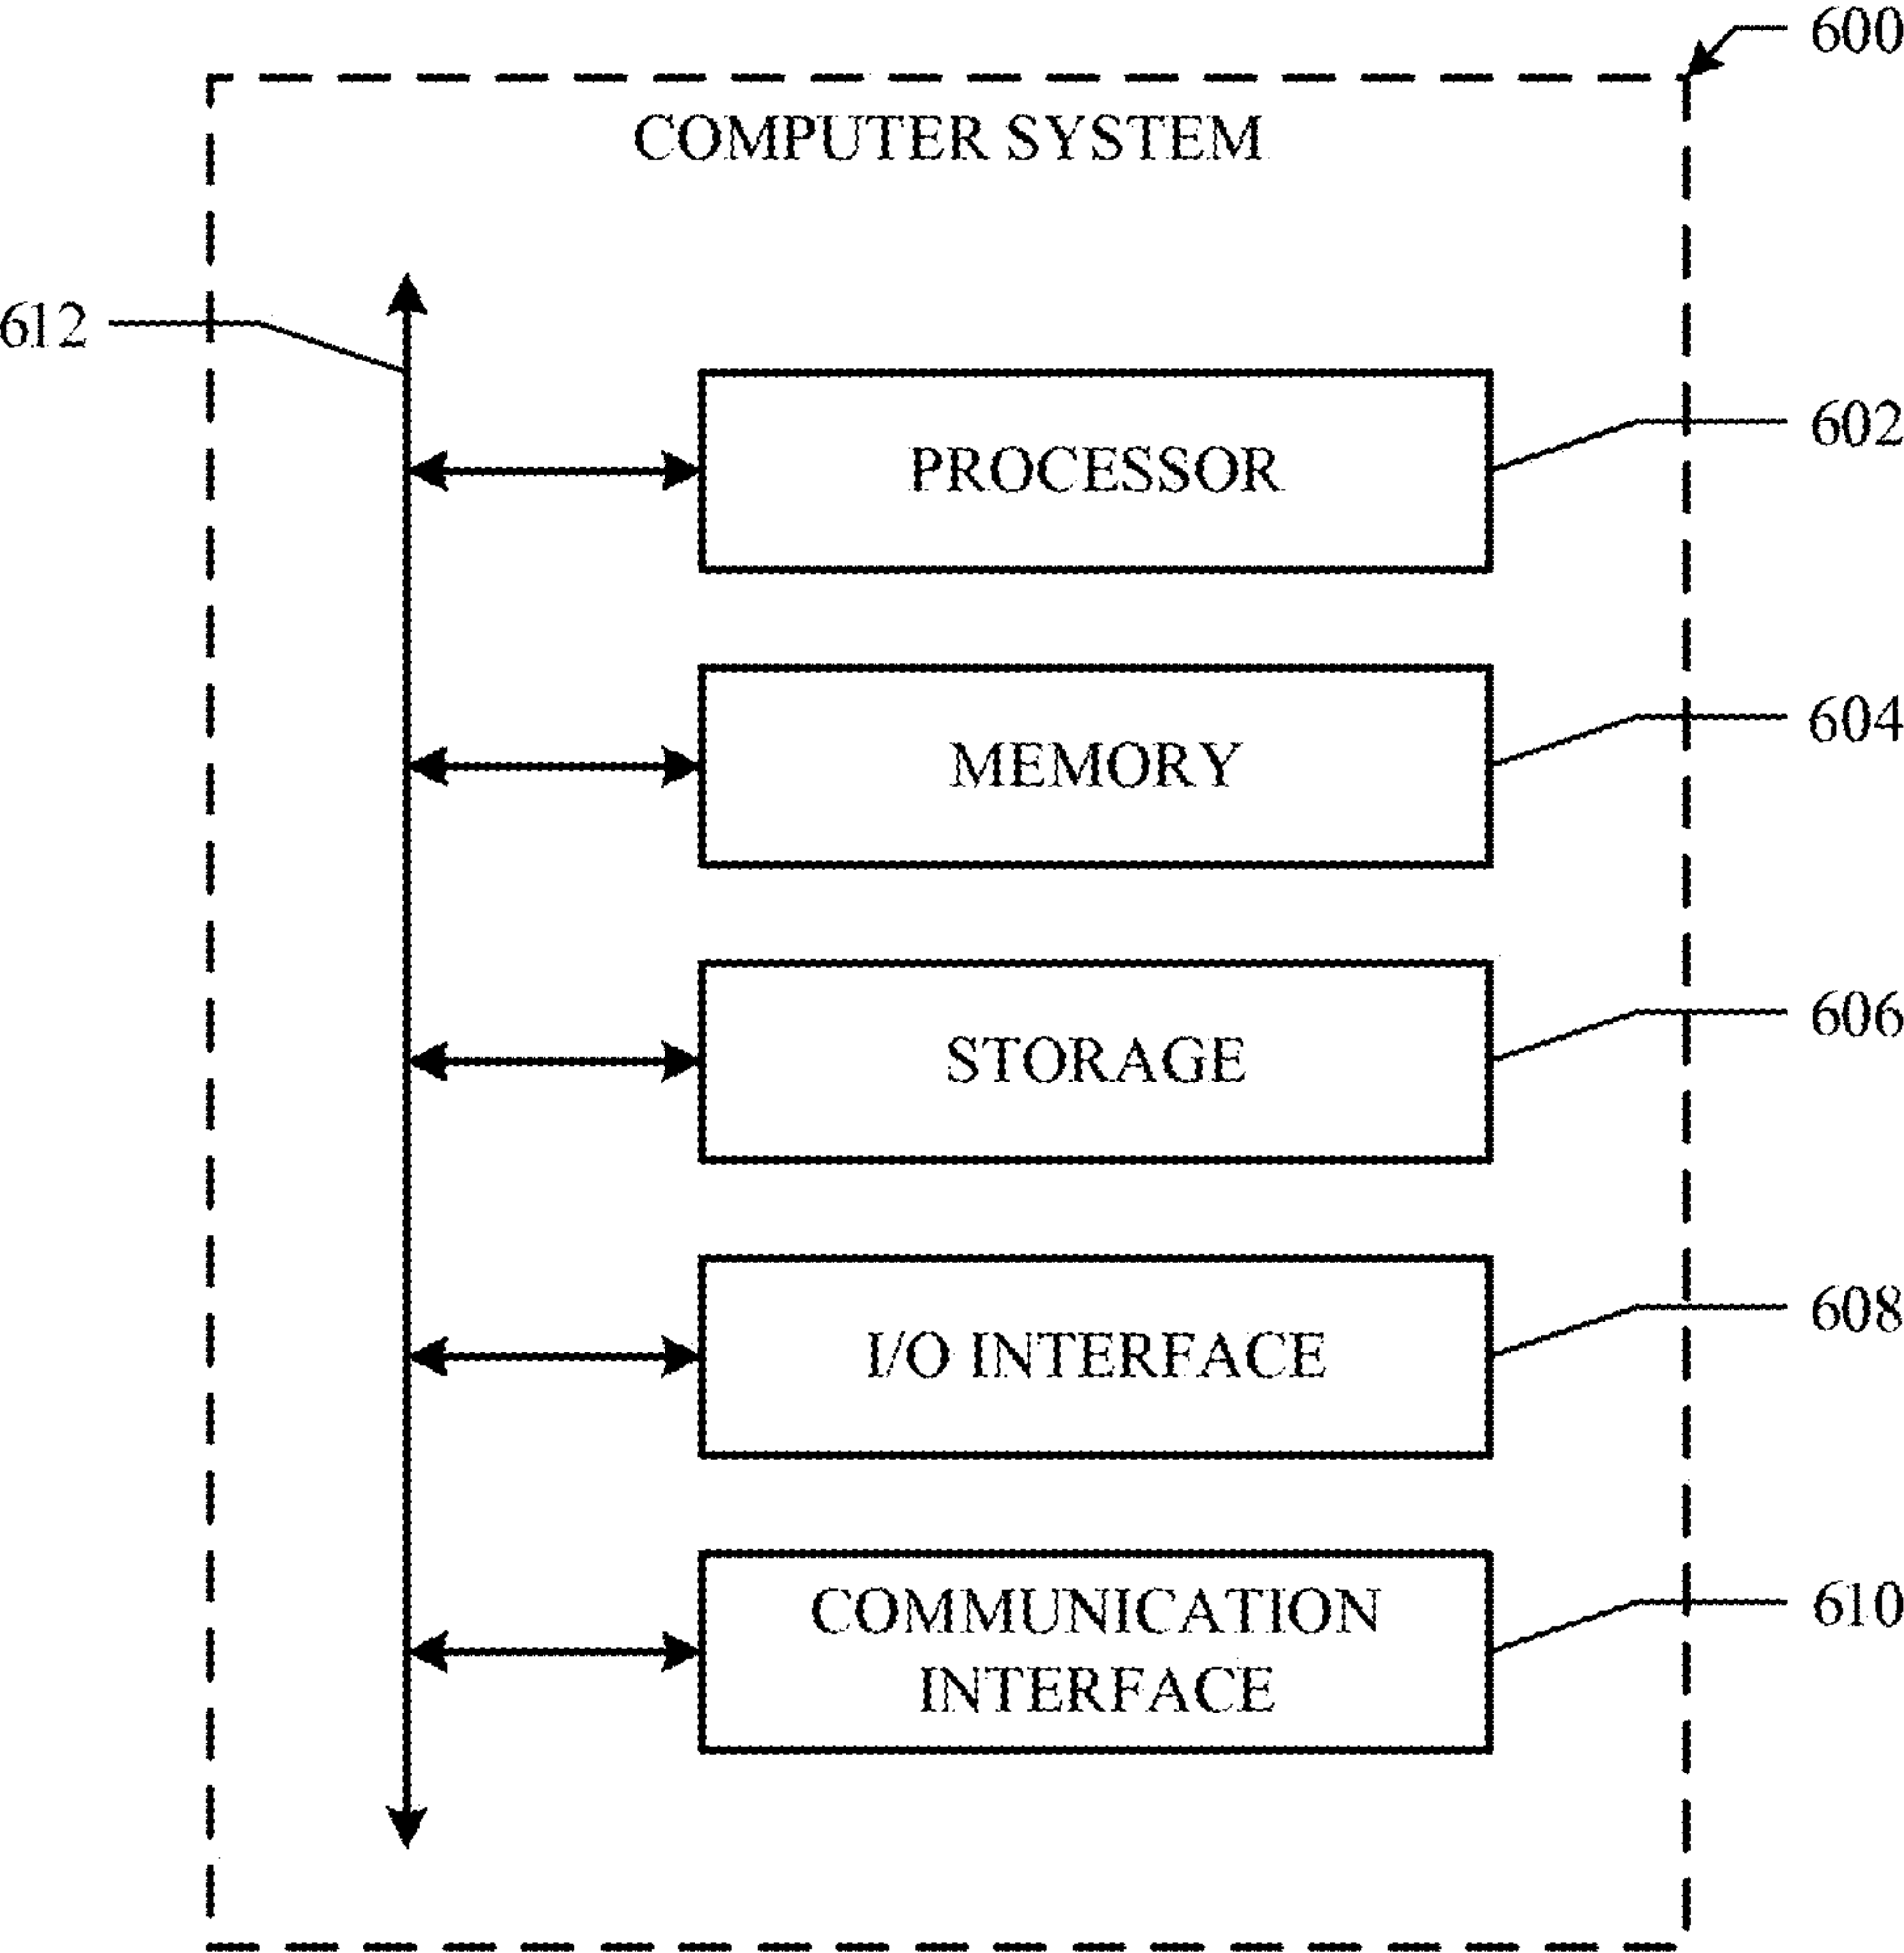 600
COMPUTER SYSTEM
612
PROCESSOR
602
MEMORY
604
STORAGE
606
I/O INTERFACE
608
COMMUNICATION
INTERFACE
610